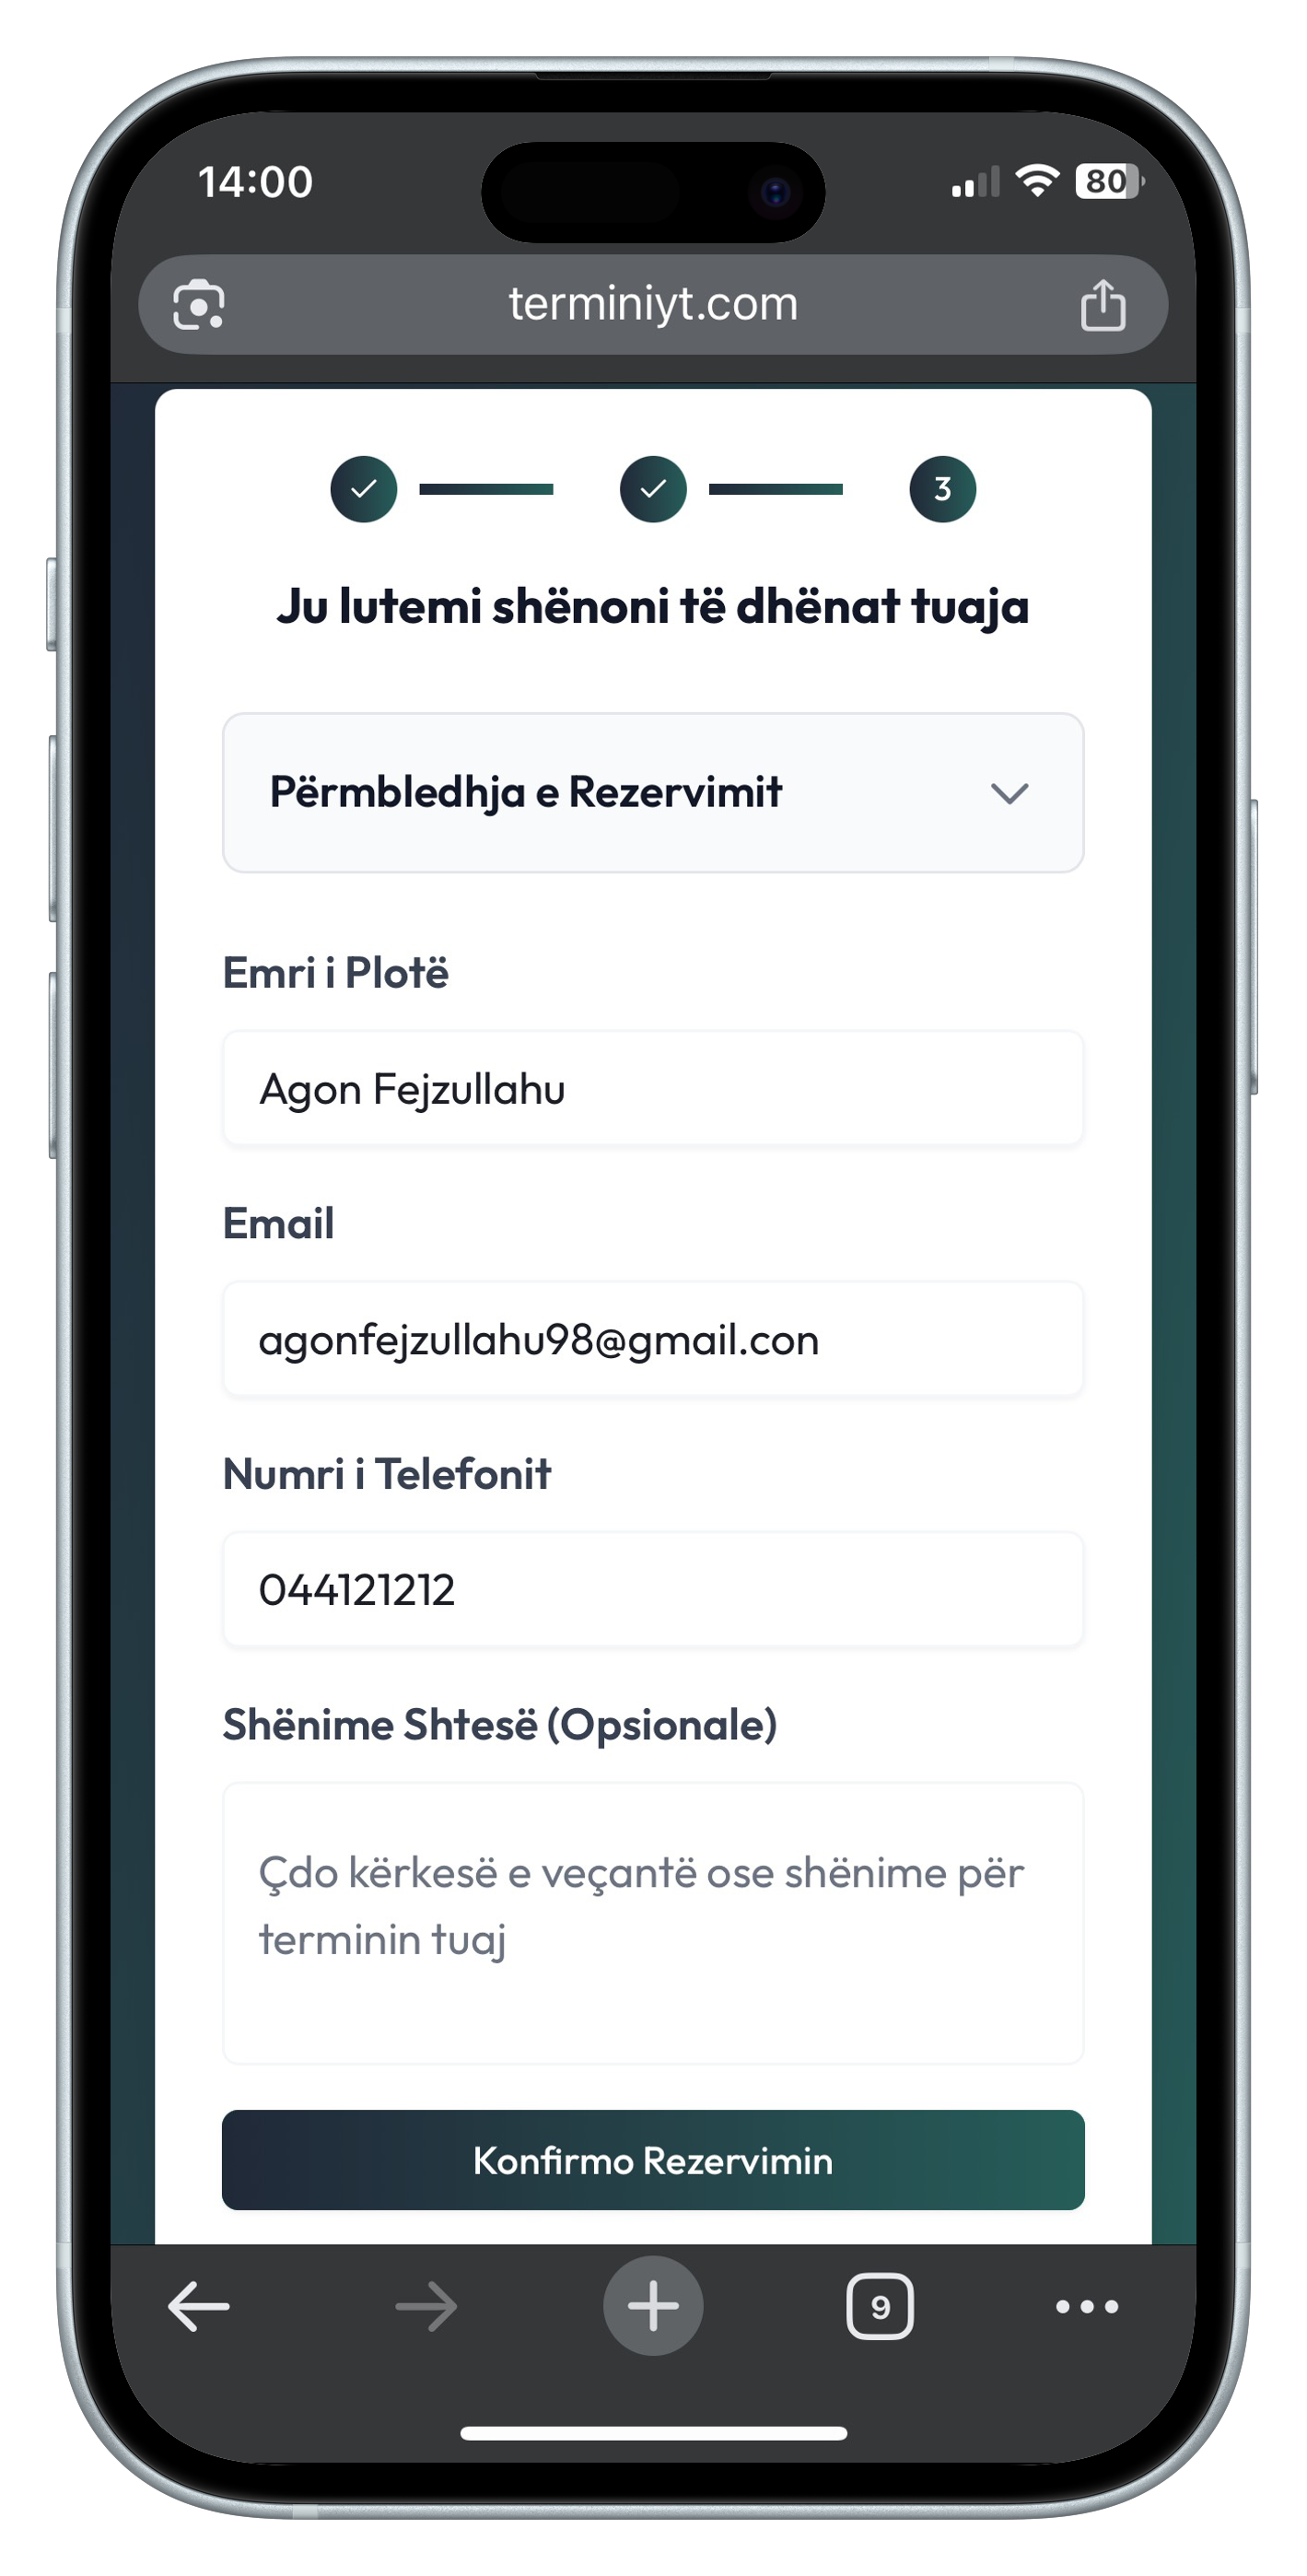 14:00
80
terminiyt.com
3
Ju lutemi shënoni të dhënat tuaja
Përmbledhja e Rezervimit
Emri i Plotë
Agon Fejzullahu
Email
agonfejzullahu98@gmail.con
Numri i Telefonit
044121212
Shënime Shtesë (Opsionale)
Çdo kërkesë e veçantë ose shënime për
terminin tuaj
Konfirmo Rezervimin
9